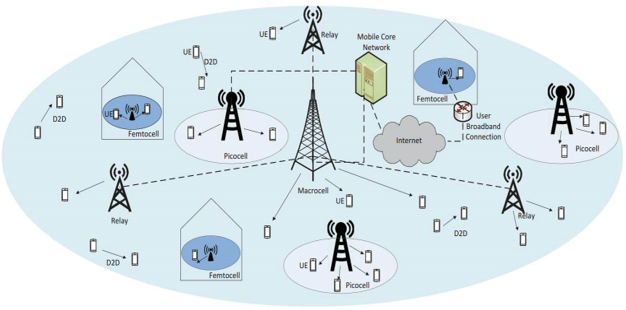 UE
Relay
Mobile Core
Network
UE
D2D
Femtocell
D2D
UE
Femtocell
User
Broadband
Connection
Internet
Picocell
Picocell
Macrocell
UE
Relay
Relay
D2D
D2D
Femtocell
UE
Picocell